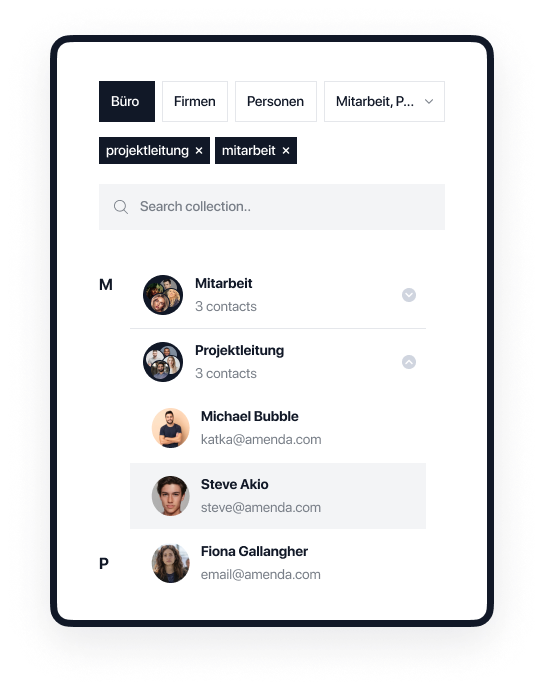 Büro Firmen Personen Mitarbeit, P...
projektleitung × mitarbeit ×
Search collection..
M Mitarbeit
3 contacts
Projektleitung
3 contacts
Michael Bubble
katka@amenda.com
Steve Akio
steve@amenda.com
P Fiona Gallangher
email@amenda.com